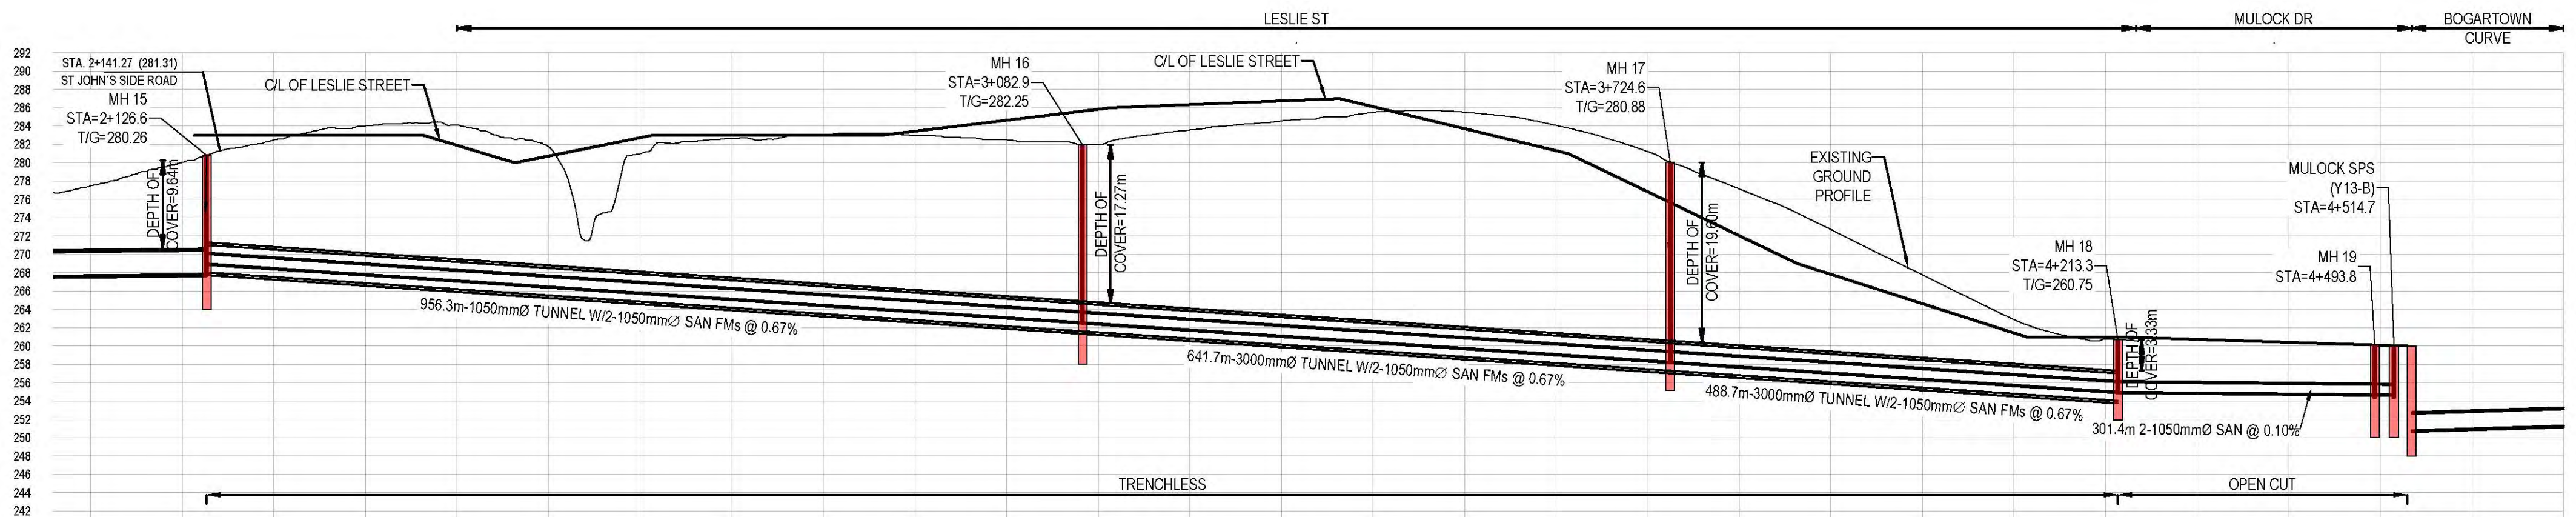 LESLIE ST
MULOCK DR
BOGARTOWN
CURVE
292
290
288
286
284
282
280
278
276
274
272
270
268
266
264
262
260
258
256
254
252
250
248
246
244
242
STA. 2+141.27 (281.31)
ST JOHN'S SIDE ROAD
MH 15
STA=2+126.6
T/G=280.26
C/L OF LESLIE STREET
MH 16
STA=3+082.9
T/G=282.25
C/L OF LESLIE STREET
MH 17
STA=3+724.6
T/G=280.88
EXISTING
GROUND
PROFILE
MULOCK SPS
(Y13-B)
STA=4+514.7
MH 18
STA=4+213.3
T/G=260.75
MH 19
STA=4+493.8
DEPTH OF
COVER=9.64m
DEPTH OF
COVER=17.27m
DEPTH OF
COVER=19.60m
DEPTH OF
COVER=3.33m
956.3m-1050mmØ TUNNEL W/2-1050mmØ SAN FMs @ 0.67%
641.7m-3000mmØ TUNNEL W/2-1050mmØ SAN FMs @ 0.67%
488.7m-3000mmØ TUNNEL W/2-1050mmØ SAN FMs @ 0.67%
301.4m 2-1050mmØ SAN @ 0.10%
TRENCHLESS
OPEN CUT